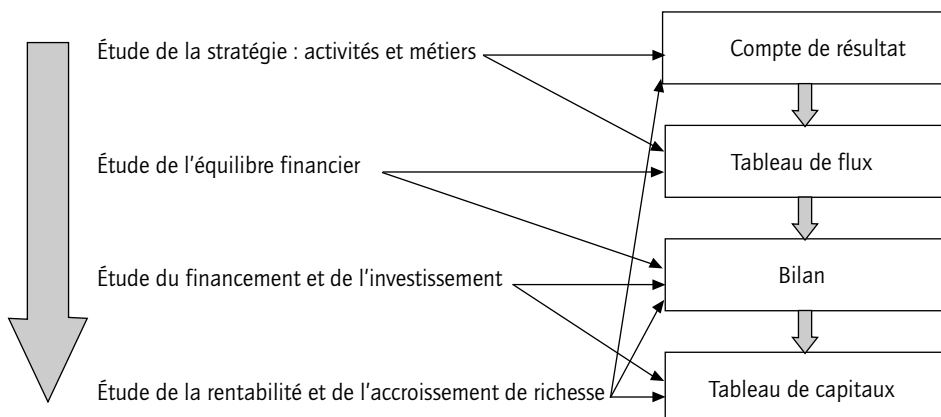 Étude de la stratégie : activités et métiers
Compte de résultat
Étude de l'équilibre financier
Tableau de flux
Étude du financement et de l'investissement
Bilan
Étude de la rentabilité et de l'accroissement de richesse
Tableau de capitaux